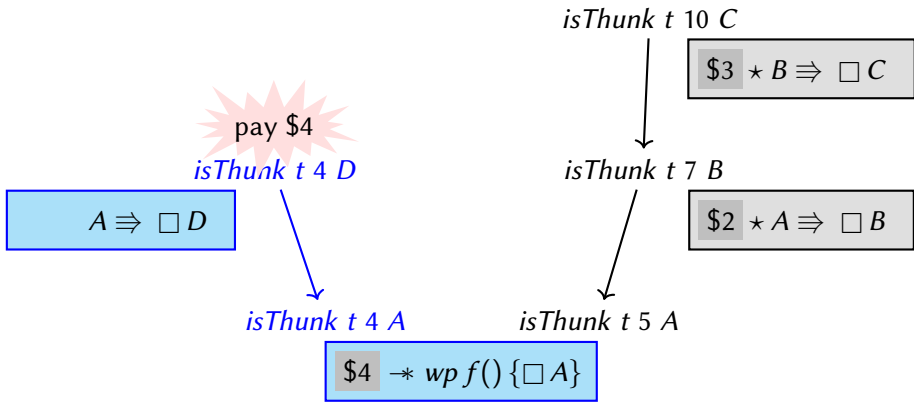 isThunk t 10 C
$3 ⋆ B ⇛ □ C
pay $4
isThunk t 4 D
isThunk t 7 B
A ⇛ □ D
$2 ⋆ A ⇛ □ B
isThunk t 4 A
isThunk t 5 A
$4 -∗ wp f() {□ A}